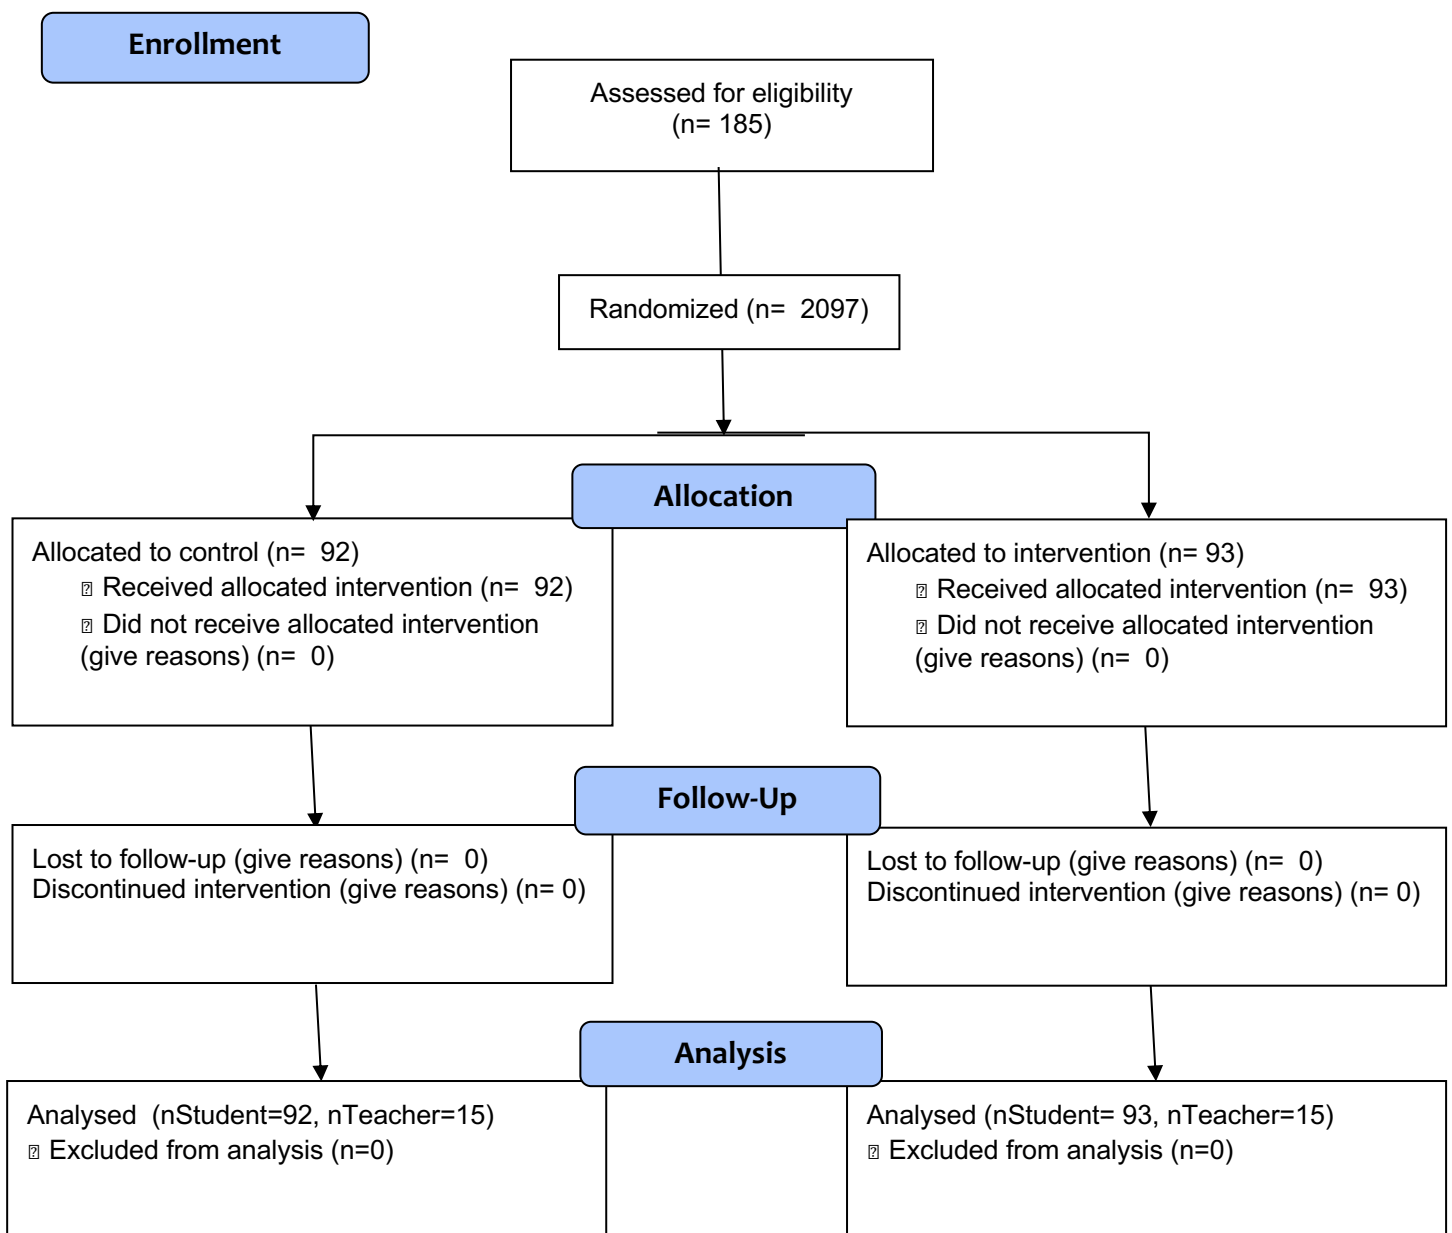 Enrollment
Assessed for eligibility
(n= 185)
Randomized (n=  2097)
Allocation
Allocated to control (n=  92)
⍰ Received allocated intervention (n=  92)
⍰ Did not receive allocated intervention
(give reasons) (n=  0)
Allocated to intervention (n= 93)
⍰ Received allocated intervention (n=  93)
⍰ Did not receive allocated intervention
(give reasons) (n=  0)
Follow-Up
Lost to follow-up (give reasons) (n=  0)
Discontinued intervention (give reasons) (n= 0)
Lost to follow-up (give reasons) (n=  0)
Discontinued intervention (give reasons) (n= 0)
Analysis
Analysed  (nStudent=92, nTeacher=15)
⍰ Excluded from analysis (n=0)
Analysed (nStudent= 93, nTeacher=15)
⍰ Excluded from analysis (n=0)